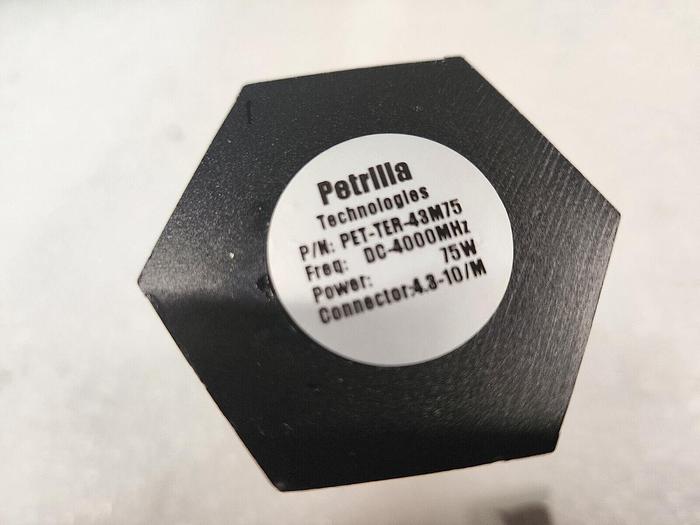 Petrilla
Technologies
P/N: PET-TER-43M75
Freq: DC-4000MHz
Power: 75W
Connector:4.3-10/M